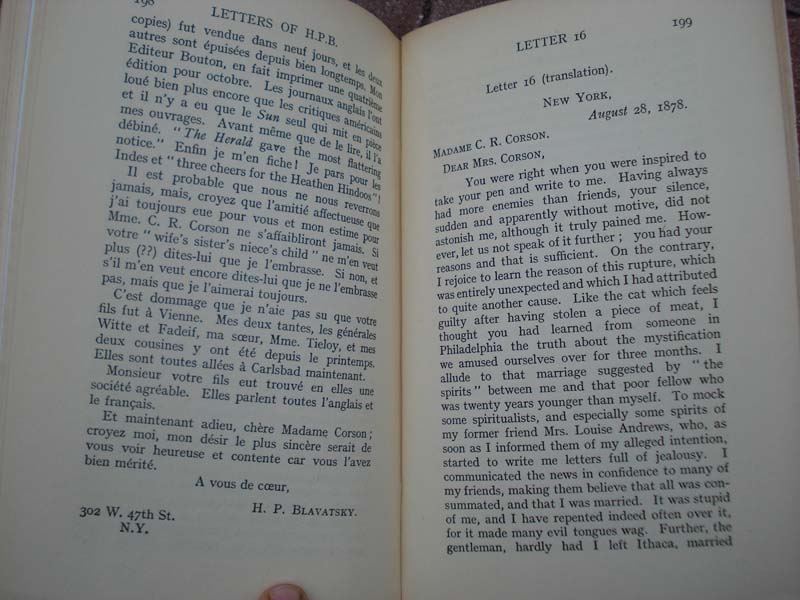 198
LETTERS OF H.P.B.
copies) fut vendue dans neuf jours, et les deux
autres sont épuisées depuis bien longtemps. Mon
Editeur Bouton, en fait imprimer une quatrième
édition pour octobre. Les journaux anglais l'ont
loué bien plus encore que les critiques américains
et il n'y a eu que le Sun seul qui mit en pièce
mes ouvrages. Avant même que de le lire, il l'a
débiné. "The Herald gave the most flattering
notice." Enfin je m'en fiche! Je pars pour les
Indes et "three cheers for the Heathen Hindoos"!
Il est probable que nous ne nous reverrons
jamais, mais, croyez que l'amitié affectueuse que
j'ai toujours eue pour vous et mon estime pour
Mme. C. R. Corson ne s'affaibliront jamais. Si
votre "wife's sister's niece's child" ne m'en veut
plus (??) dites-lui que je l'embrasse. Si non, et
s'il m'en veut encore dites-lui que je ne l'embrasse
pas, mais que je l'aimerai toujours.
C'est dommage que je n'aie pas su que votre
fils fut à Vienne. Mes deux tantes, les générales
Witte et Fadeif, ma sœur, Mme. Tieloy, et mes
deux cousines y ont été depuis le printemps.
Elles sont toutes allées à Carlsbad maintenant.
Monsieur votre fils eut trouvé en elles une
société agréable. Elles parlent toutes l'anglais et
le français.
Et maintenant adieu, chère Madame Corson;
croyez moi, mon désir le plus sincère serait de
vous voir heureuse et contente car vous l'avez
bien mérité.
A vous de cœur,
H. P. BLAVATSKY.
302 W. 47th St.
N.Y.
LETTER 16
199
Letter 16 (translation).
NEW YORK,
August 28, 1878.
MADAME C. R. CORSON.
DEAR MRS. CORSON,
You were right when you were inspired to
take your pen and write to me. Having always
had more enemies than friends, your silence,
sudden and apparently without motive, did not
astonish me, although it truly pained me. How-
ever, let us not speak of it further; you had your
reasons and that is sufficient. On the contrary,
I rejoice to learn the reason of this rupture, which
was entirely unexpected and which I had attributed
to quite another cause. Like the cat which feels
guilty after having stolen a piece of meat, I
thought you had learned from someone in
Philadelphia the truth about the mystification
we amused ourselves over for three months. I
allude to that marriage suggested by "the
spirits" between me and that poor fellow who
was twenty years younger than myself. To mock
some spiritualists, and especially some spirits of
my former friend Mrs. Louise Andrews, who, as
soon as I informed them of my alleged intention,
started to write me letters full of jealousy. I
communicated the news in confidence to many of
my friends, making them believe that all was con-
summated, and that I was married. It was stupid
of me, and I have repented indeed often over it,
for it made many evil tongues wag. Further, the
gentleman, hardly had I left Ithaca, married